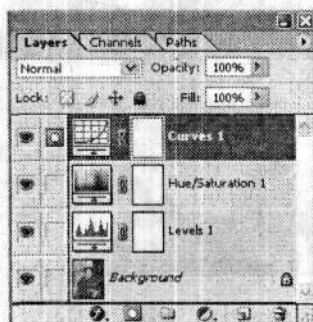 Layers Channels Paths
Normal Opacity: 100%
Lock: Fill: 100%
Curves 1
Hue/Saturation 1
Levels 1
Background